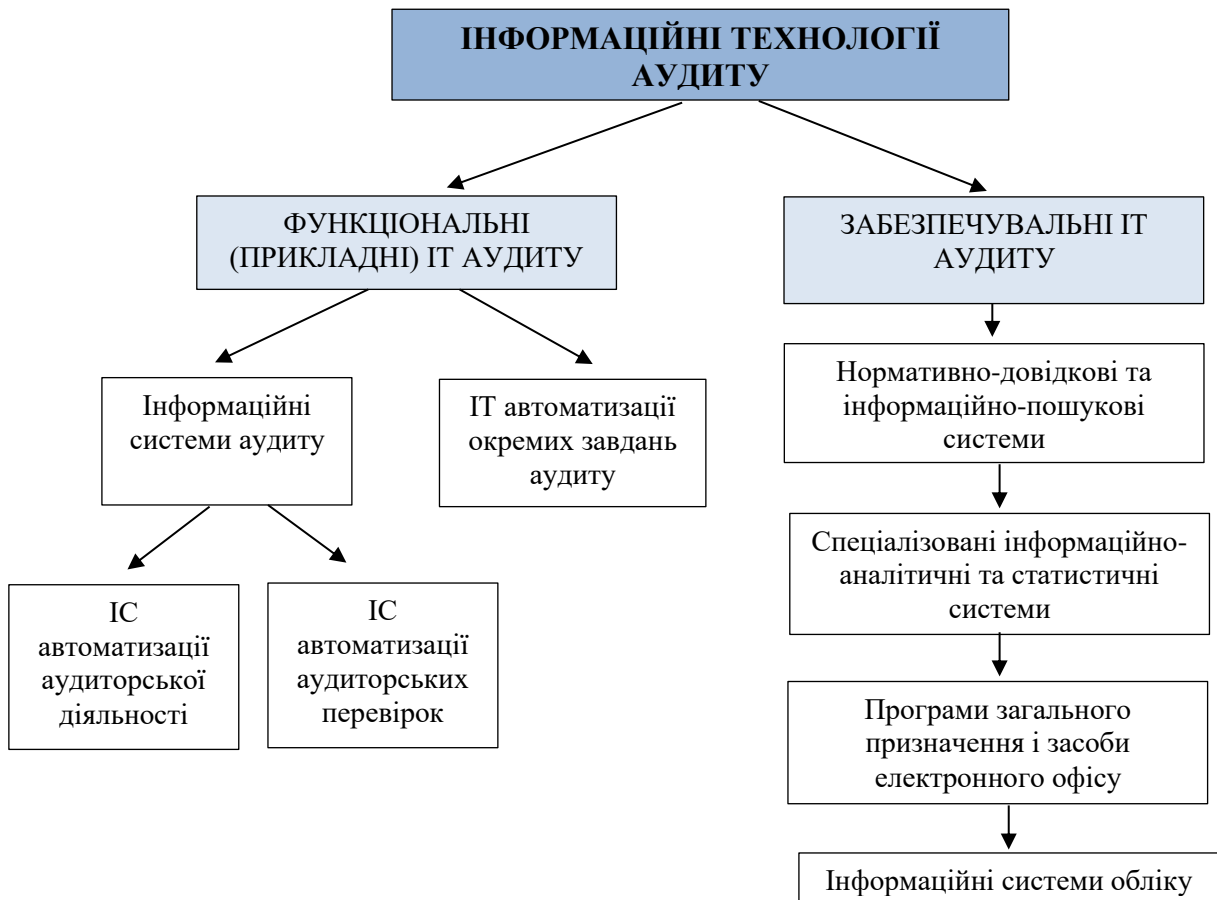 ІНФОРМАЦІЙНІ ТЕХНОЛОГІЇ
АУДИТУ
ФУНКЦІОНАЛЬНІ
(ПРИКЛАДНІ) ІТ АУДИТУ
ЗАБЕЗПЕЧУВАЛЬНІ ІТ
АУДИТУ
Інформаційні
системи аудиту
ІТ автоматизації
окремих завдань
аудиту
Нормативно-довідкові та
інформаційно-пошукові
системи
ІС
автоматизації
аудиторської
діяльності
ІС
автоматизації
аудиторських
перевірок
Спеціалізовані інформаційно-
аналітичні та статистичні
системи
Програми загального
призначення і засоби
електронного офісу
Інформаційні системи обліку